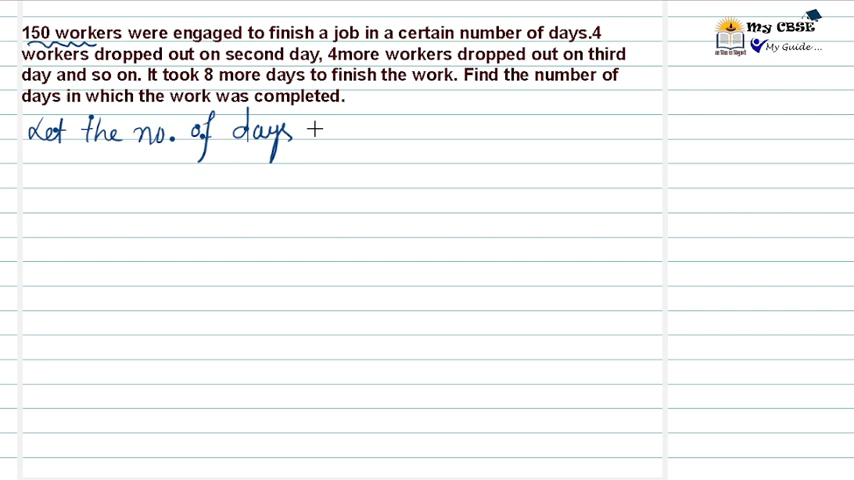 150 workers were engaged to finish a job in a certain number of days.4
workers dropped out on second day, 4more workers dropped out on third
day and so on. It took 8 more days to finish the work. Find the number of
days in which the work was completed.
Let the no. of days
My CBSE
My Guide ...